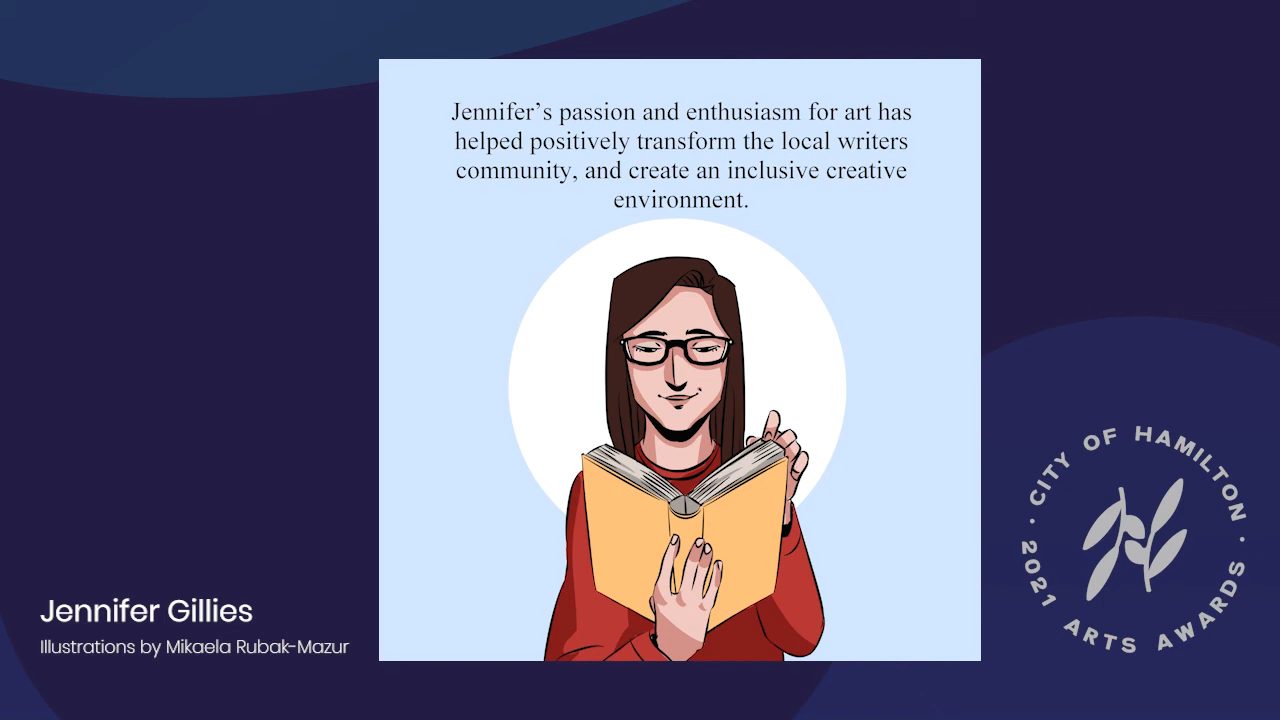 Jennifer’s passion and enthusiasm for art has
helped positively transform the local writers
community, and create an inclusive creative
environment.
Jennifer Gillies
Illustrations by Mikaela Rubak-Mazur
· CITY OF HAMILTON ·
2021 ARTS AWARDS